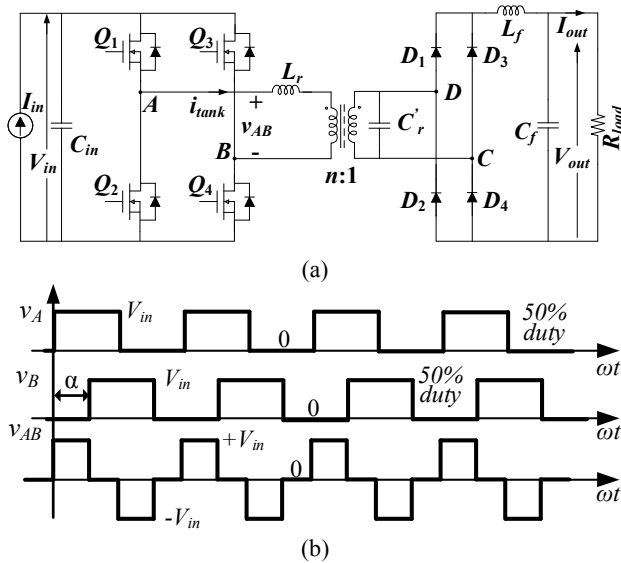 Q1 Q3 Lr Lf Iout
D1 D3
Iin A itank + D
Cin vAB C'r Cf Rload
Vin B - C Vout
Q2 Q4 n:1 D2 D4
(a)
vA Vin 0 50% duty ωt
vB α Vin 0 50% duty ωt
vAB +Vin 0 ωt
-Vin
(b)